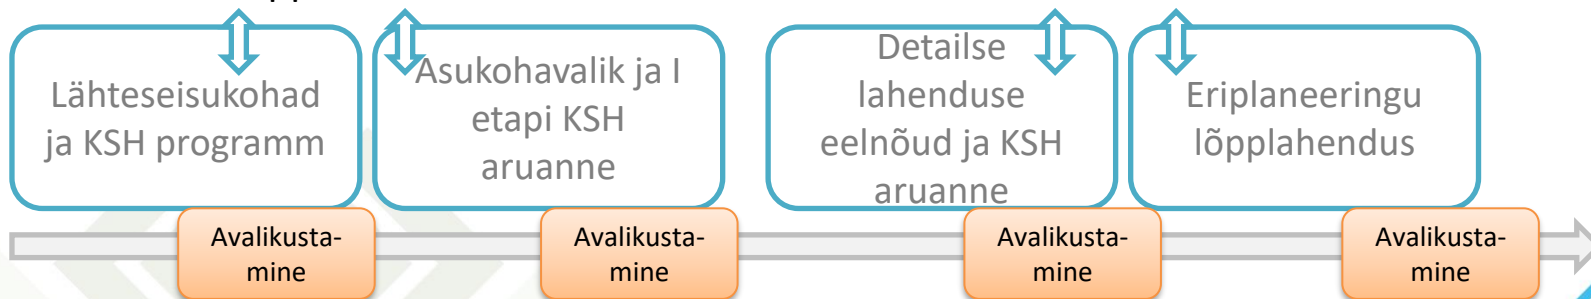 Lähteseisukohad
ja KSH programm
Asukohavalik ja I
etapi KSH
aruanne
Detailse
lahenduse
eelnõud ja KSH
aruanne
Eriplaneeringu
lõpplahendus
Avalikusta-
mine
Avalikusta-
mine
Avalikusta-
mine
Avalikusta-
mine